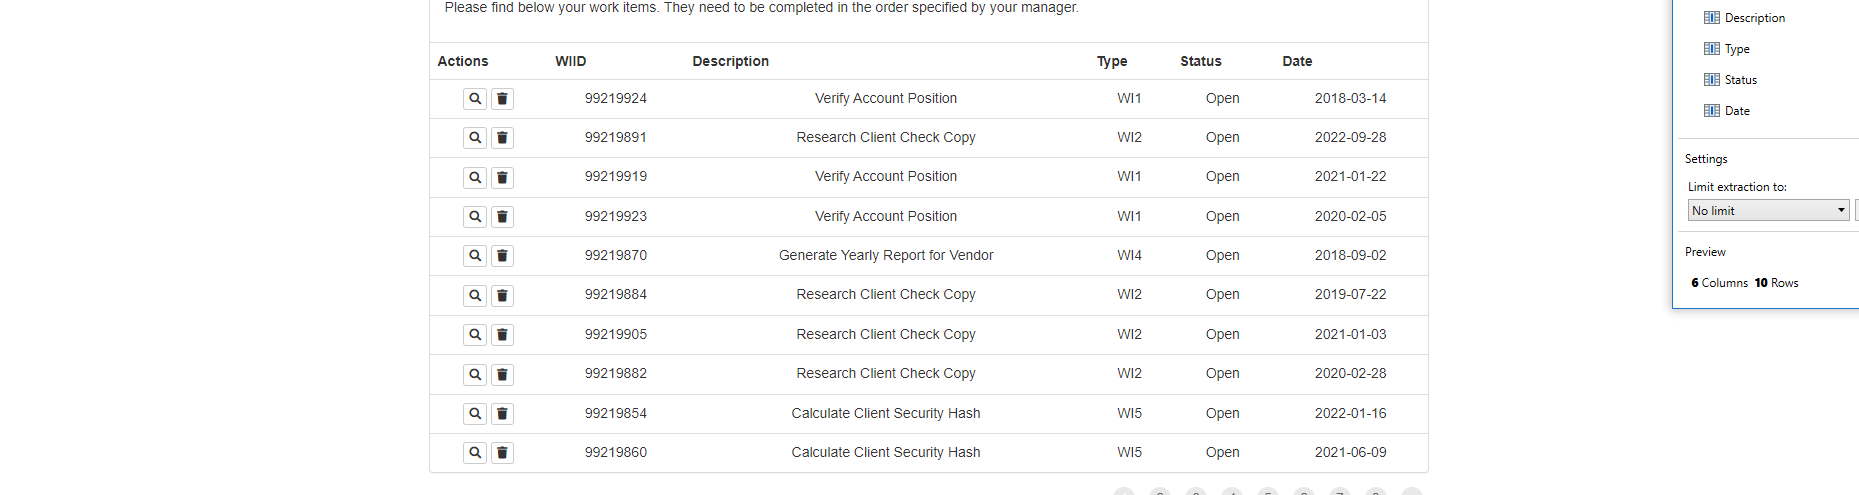 Please find below your work items. They need to be completed in the order specified by your manager.
Actions WIID Description Type Status Date
99219924 Verify Account Position WI1 Open 2018-03-14
99219891 Research Client Check Copy WI2 Open 2022-09-28
99219919 Verify Account Position WI1 Open 2021-01-22
99219923 Verify Account Position WI1 Open 2020-02-05
99219870 Generate Yearly Report for Vendor WI4 Open 2018-09-02
99219884 Research Client Check Copy WI2 Open 2019-07-22
99219905 Research Client Check Copy WI2 Open 2021-01-03
99219882 Research Client Check Copy WI2 Open 2020-02-28
99219854 Calculate Client Security Hash WI5 Open 2022-01-16
99219860 Calculate Client Security Hash WI5 Open 2021-06-09
Description
Type
Status
Date
Settings
Limit extraction to:
No limit
Preview
6 Columns 10 Rows